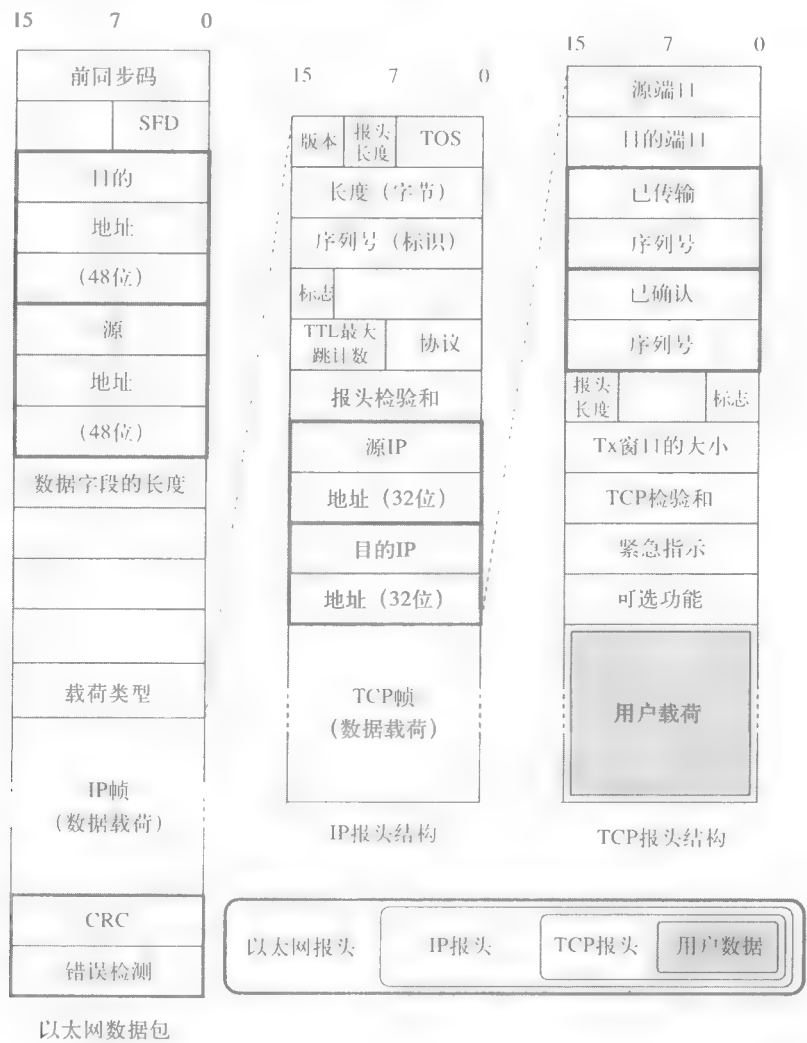 15 7 0
前同步码
SFD
目的
地址
(48位)
源
地址
(48位)
数据字段的长度
载荷类型
IP帧
(数据载荷)
CRC
错误检测
以太网数据包
15 7 0
版本 报头长度 TOS
长度（字节）
序列号（标识）
标志
TTL最大跳计数 协议
报头检验和
源IP
地址（32位）
目的IP
地址（32位）
TCP帧
(数据载荷)
IP报头结构
15 7 0
源端口
目的端口
已传输
序列号
已确认
序列号
报头长度 标志
Tx窗口的大小
TCP检验和
紧急指示
可选功能
用户载荷
TCP报头结构
以太网报头 IP报头 TCP报头 用户数据